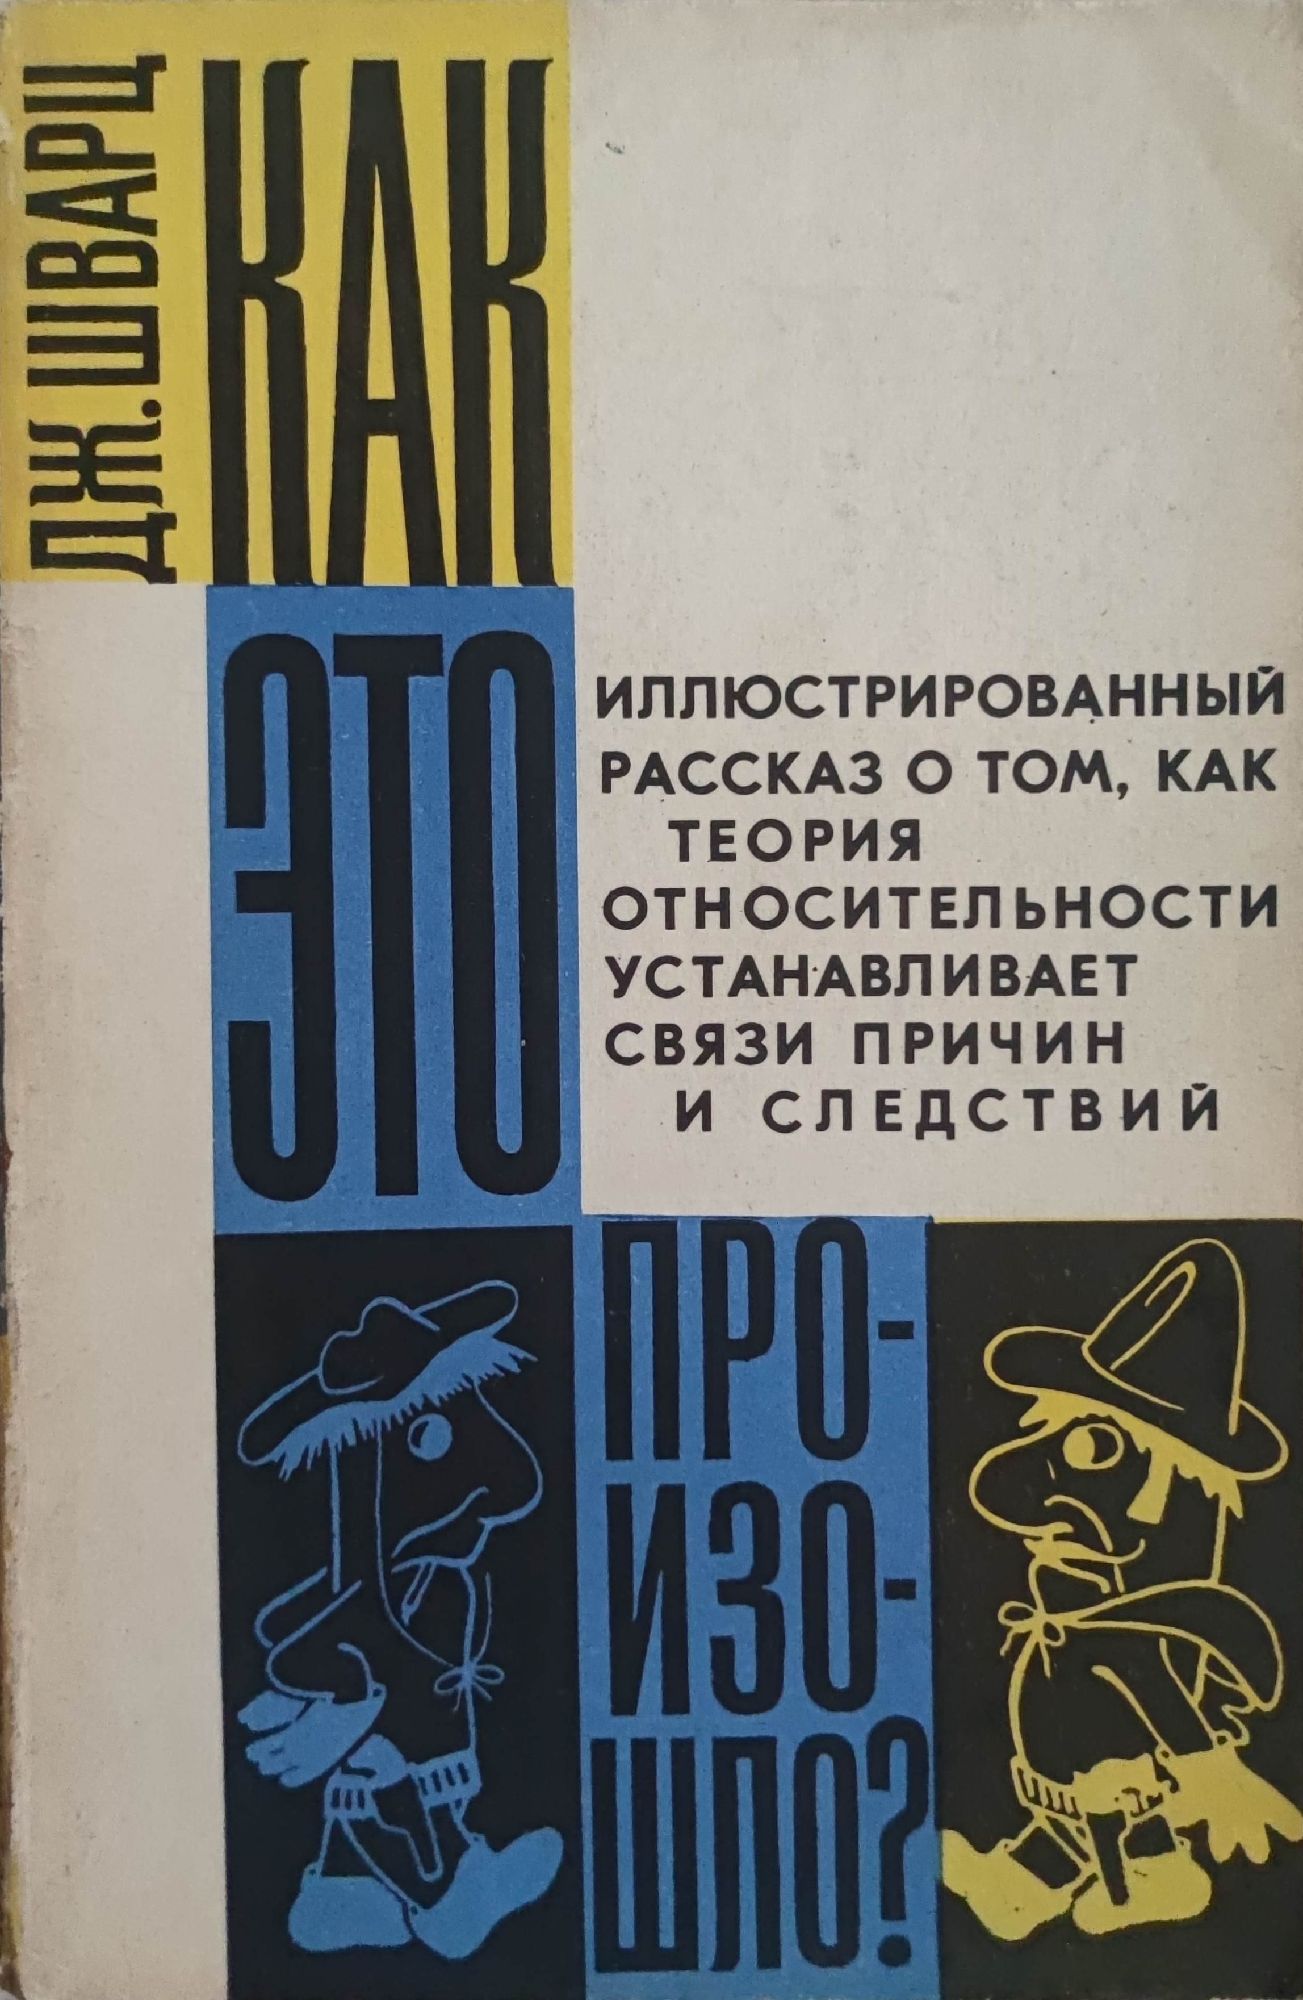 ДЖ. ШВАРЦ
КАК
ЭТО
ИЛЛЮСТРИРОВАННЫЙ
РАССКАЗ О ТОМ, КАК
ТЕОРИЯ
ОТНОСИТЕЛЬНОСТИ
УСТАНАВЛИВАЕТ
СВЯЗИ ПРИЧИН
И СЛЕДСТВИЙ
ПРО-
ИЗО-
ШЛО?